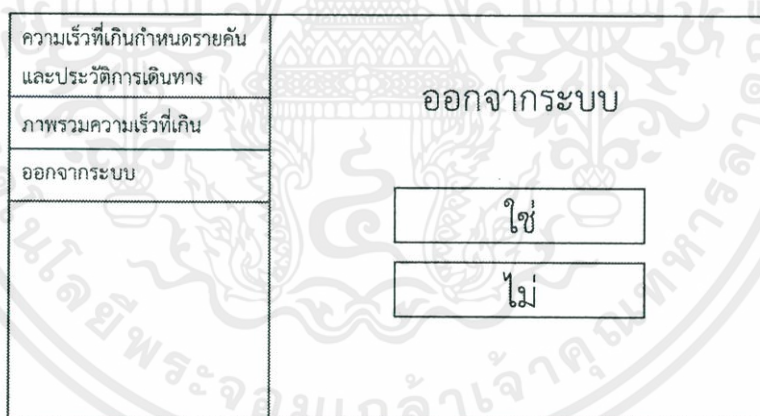 ความเร็วที่เกินกำหนดรายคัน
และประวัติการเดินทาง
ภาพรวมความเร็วที่เกิน
ออกจากระบบ
ออกจากระบบ
ใช่
ไม่